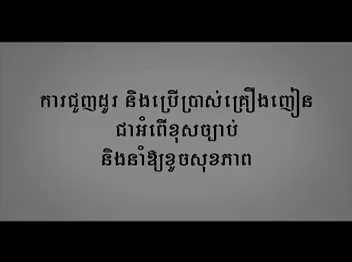 ការជួញដូរ និងប្រើប្រាស់គ្រឿងញៀន
ជាអំពើខុសច្បាប់
និងនាំឱ្យខូចសុខភាព